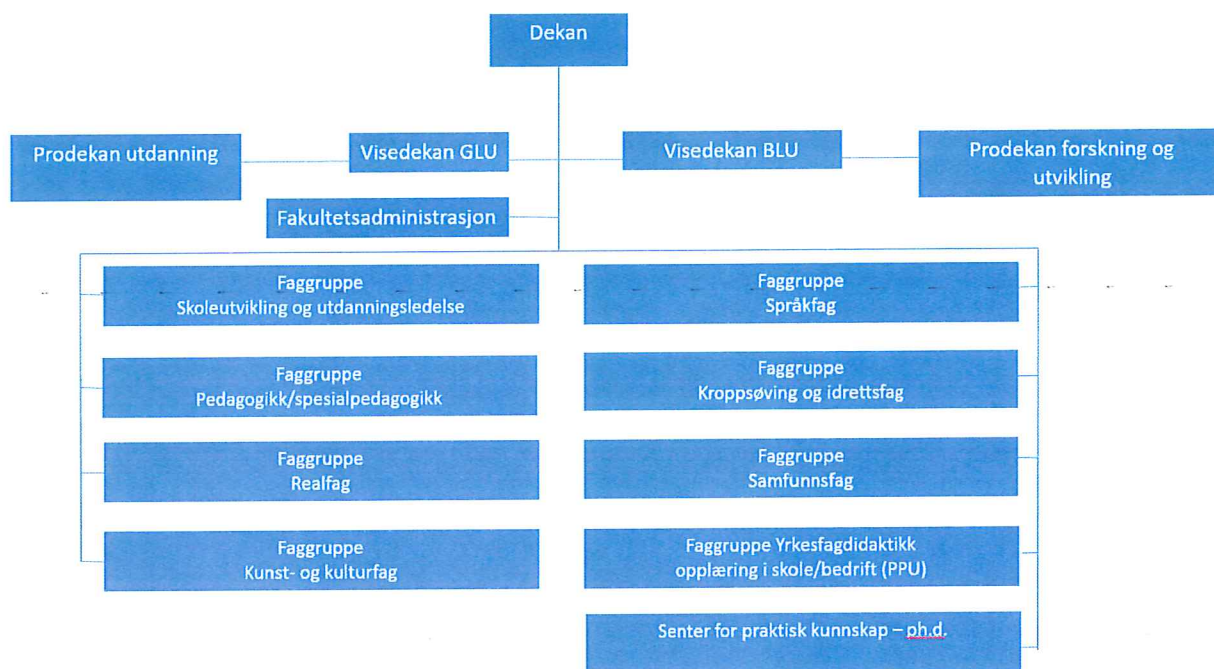 Dekan
Prodekan utdanning
Visedekan GLU
Visedekan BLU
Prodekan forskning og
utvikling
Fakultetsadministrasjon
Faggruppe
Skoleutvikling og utdanningsledelse
Faggruppe
Språkfag
Faggruppe
Pedagogikk/spesialpedagogikk
Faggruppe
Kroppsøving og idrettsfag
Faggruppe
Realfag
Faggruppe
Samfunnsfag
Faggruppe
Kunst- og kulturfag
Faggruppe Yrkesfagdidaktikk
opplæring i skole/bedrift (PPU)
Senter for praktisk kunnskap – ph.d.